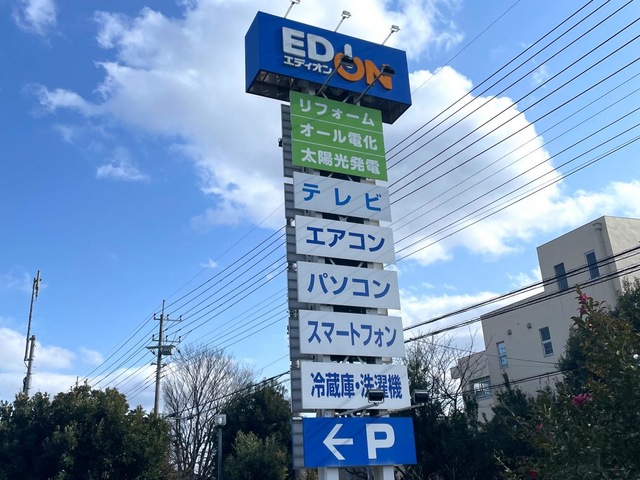 EDION
エディオン
リフォーム
オール電化
太陽光発電
テレビ
エアコン
パソコン
スマートフォン
冷蔵庫・洗濯機
←P